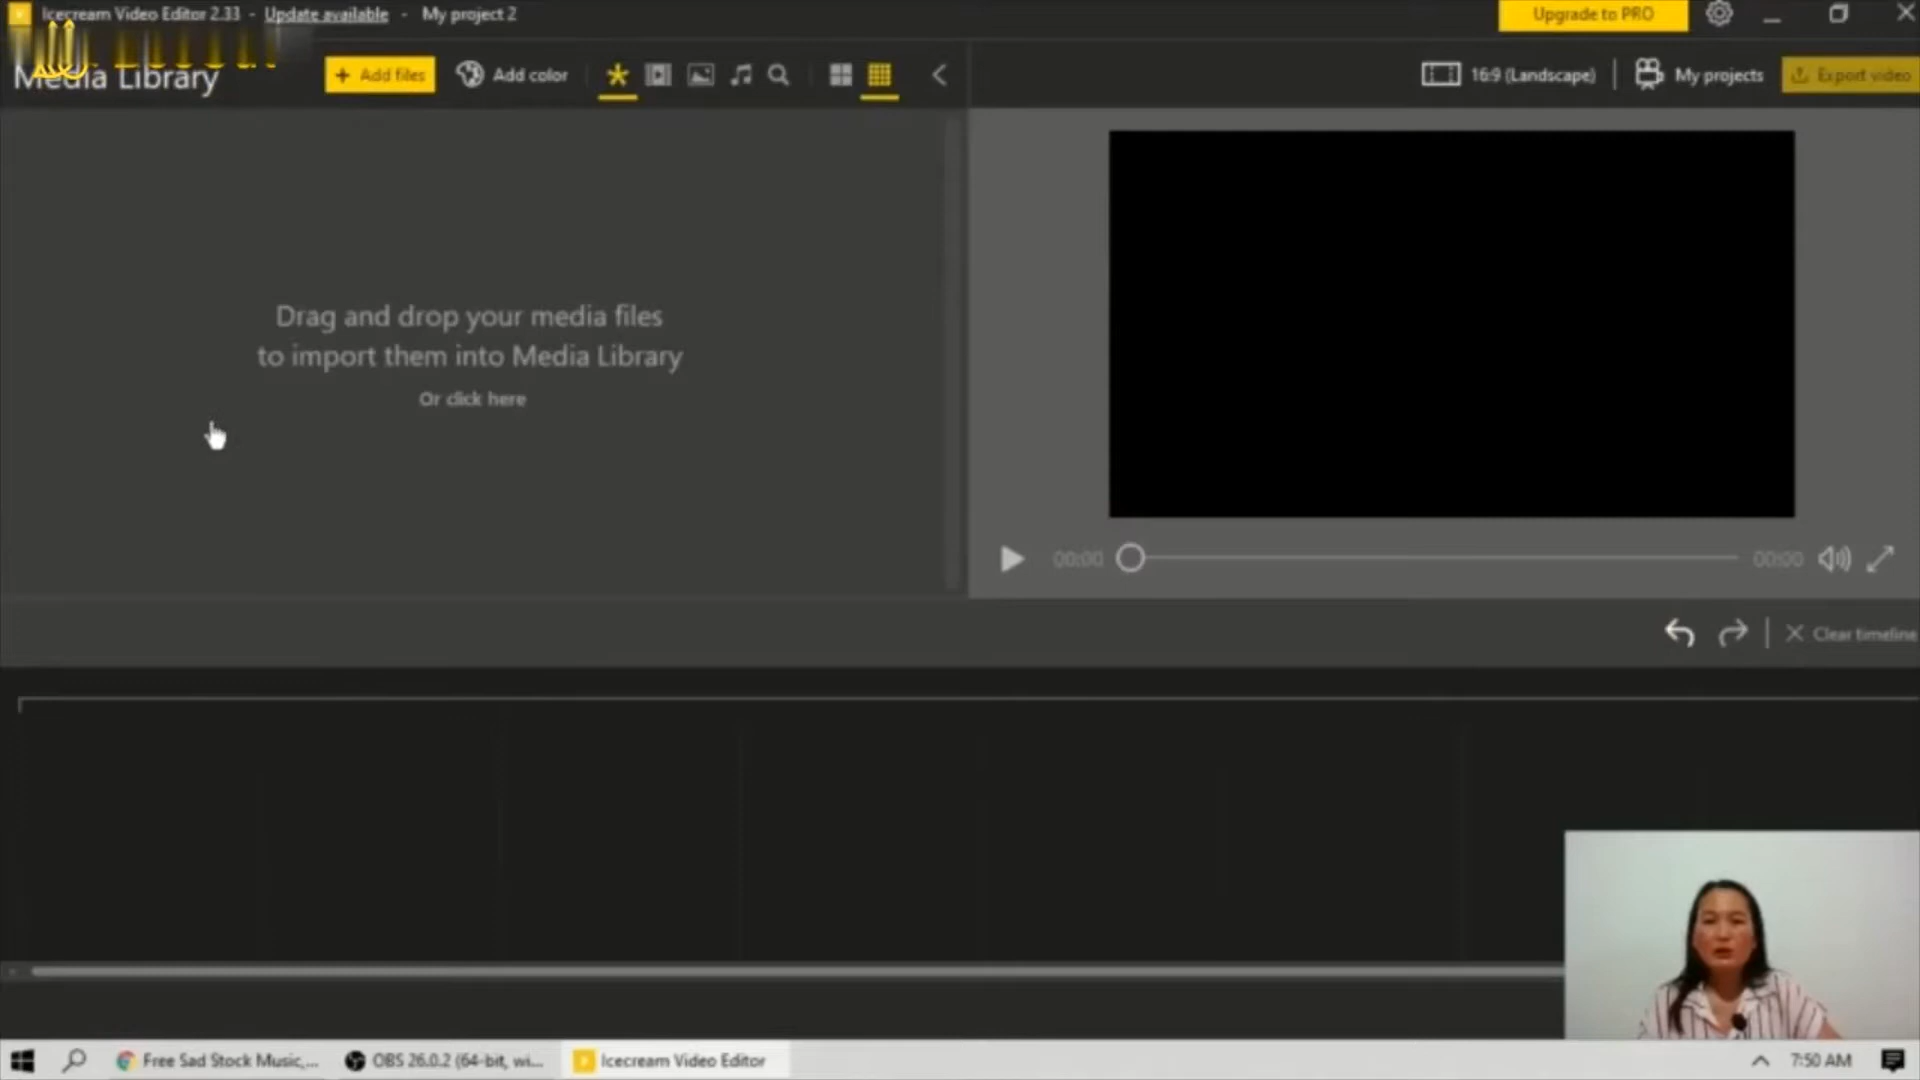 Icecream Video Editor 2.33 - Update available - My project 2
Upgrade to PRO
Media Library
+ Add files
Add color
16:9 (Landscape)
My projects
Export video
Drag and drop your media files
to import them into Media Library
Or click here
00:00
00:00
Clear timeline
Free Sad Stock Music,...
OBS 26.0.2 (64-bit, wi...
Icecream Video Editor
7:50 AM